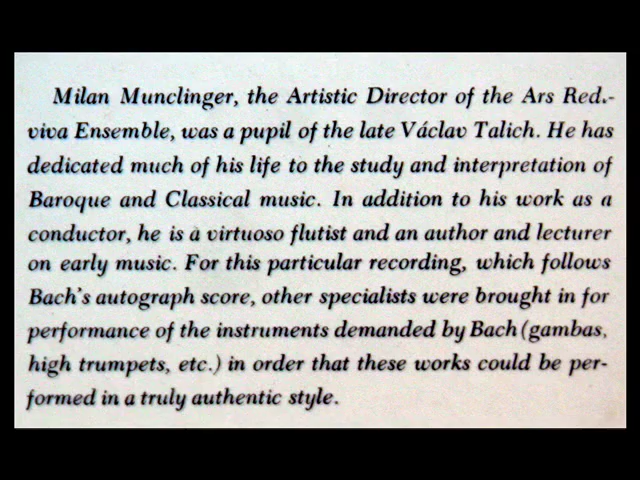 Milan Munclinger, the Artistic Director of the Ars Redi-
viva Ensemble, was a pupil of the late Václav Talich. He has
dedicated much of his life to the study and interpretation of
Baroque and Classical music. In addition to his work as a
conductor, he is a virtuoso flutist and an author and lecturer
on early music. For this particular recording, which follows
Bach's autograph score, other specialists were brought in for
performance of the instruments demanded by Bach (gambas,
high trumpets, etc.) in order that these works could be per-
formed in a truly authentic style.